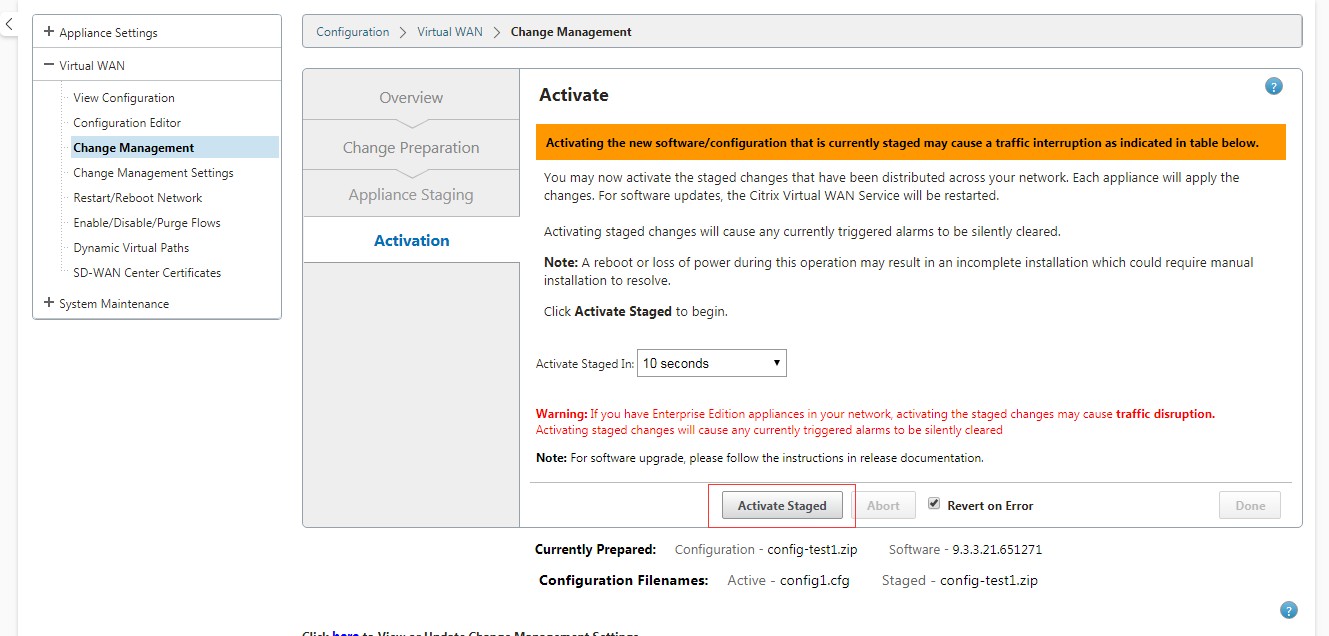 Appliance Settings
Virtual WAN
View Configuration
Configuration Editor
Change Management
Change Management Settings
Restart/Reboot Network
Enable/Disable/Purge Flows
Dynamic Virtual Paths
SD-WAN Center Certificates
System Maintenance
Configuration > Virtual WAN > Change Management
Overview
Change Preparation
Appliance Staging
Activation
Activate
?
Activating the new software/configuration that is currently staged may cause a traffic interruption as indicated in table below.
You may now activate the staged changes that have been distributed across your network. Each appliance will apply the
changes. For software updates, the Citrix Virtual WAN Service will be restarted.
Activating staged changes will cause any currently triggered alarms to be silently cleared.
Note: A reboot or loss of power during this operation may result in an incomplete installation which could require manual
installation to resolve.
Click Activate Staged to begin.
Activate Staged In: 10 seconds
Warning: If you have Enterprise Edition appliances in your network, activating the staged changes may cause traffic disruption.
Activating staged changes will cause any currently triggered alarms to be silently cleared
Note: For software upgrade, please follow the instructions in release documentation.
Activate Staged Abort Revert on Error Done
Currently Prepared: Configuration - config-test1.zip Software - 9.3.3.21.651271
Configuration Filenames: Active - config1.cfg Staged - config-test1.zip
?
Click here to View or Update Change Management Settings